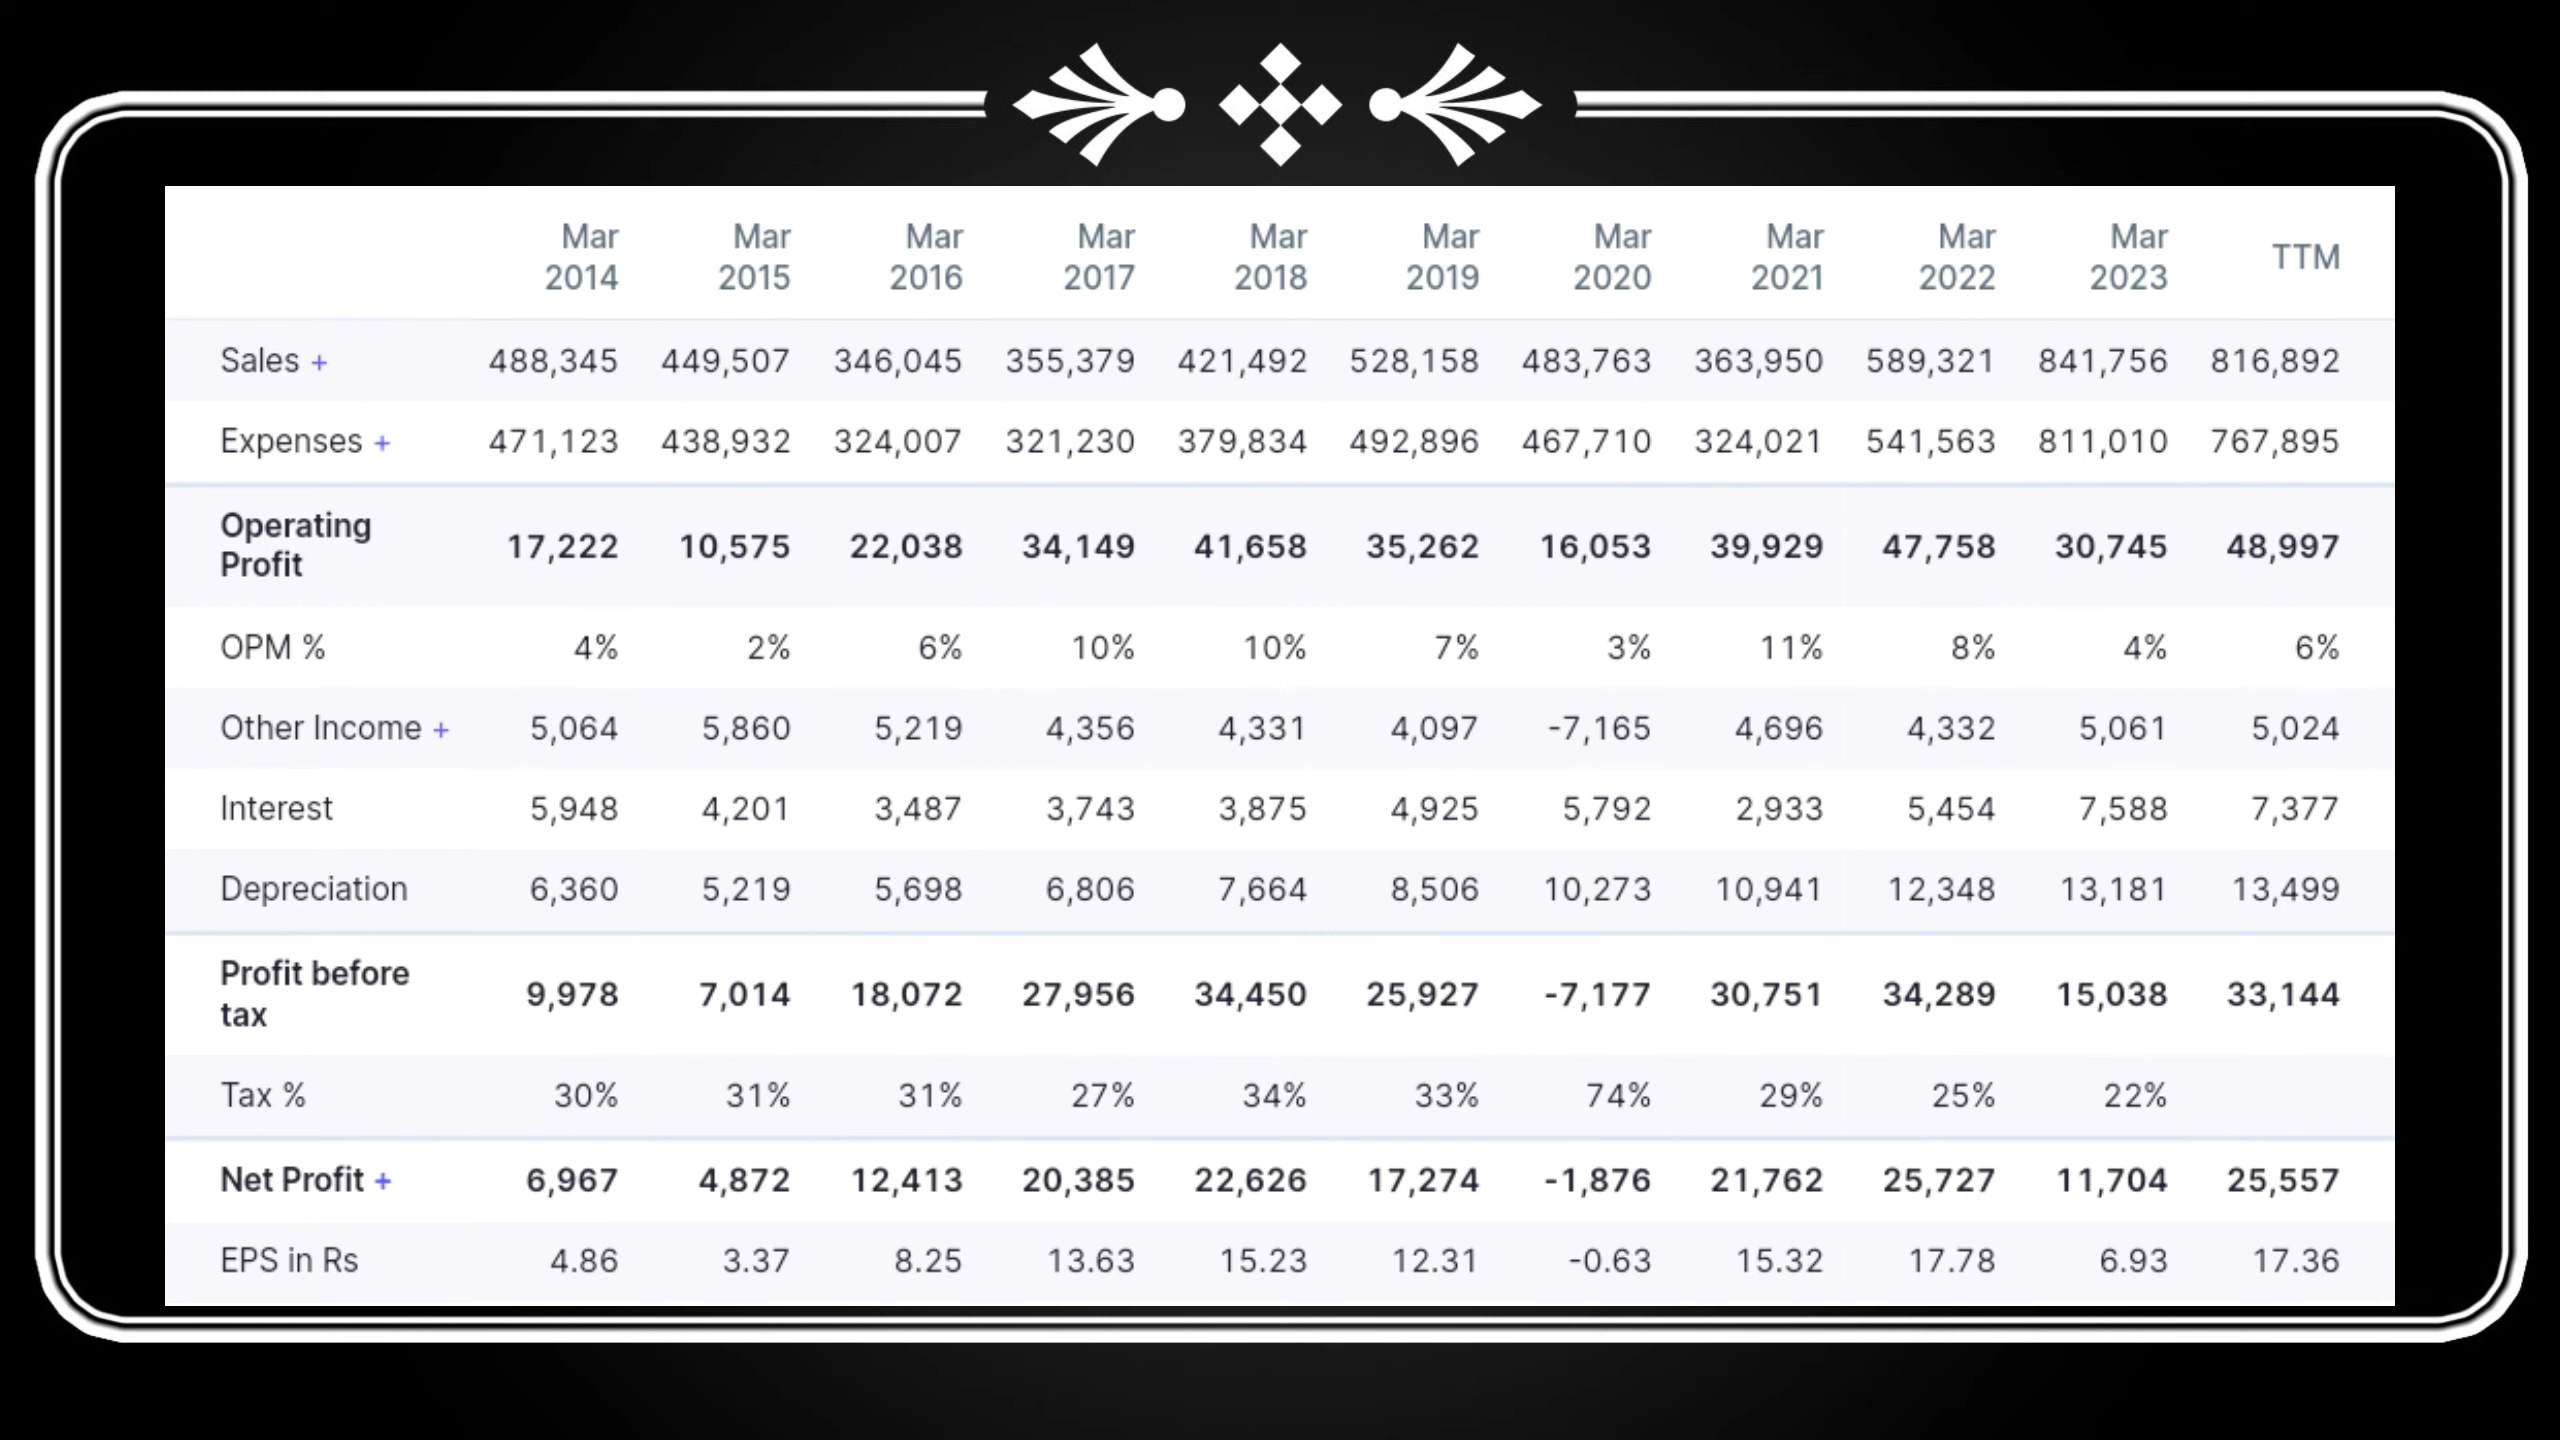 Mar 2014 Mar 2015 Mar 2016 Mar 2017 Mar 2018 Mar 2019 Mar 2020 Mar 2021 Mar 2022 Mar 2023 TTM
Sales + 488,345 449,507 346,045 355,379 421,492 528,158 483,763 363,950 589,321 841,756 816,892
Expenses + 471,123 438,932 324,007 321,230 379,834 492,896 467,710 324,021 541,563 811,010 767,895
Operating Profit 17,222 10,575 22,038 34,149 41,658 35,262 16,053 39,929 47,758 30,745 48,997
OPM % 4% 2% 6% 10% 10% 7% 3% 11% 8% 4% 6%
Other Income + 5,064 5,860 5,219 4,356 4,331 4,097 -7,165 4,696 4,332 5,061 5,024
Interest 5,948 4,201 3,487 3,743 3,875 4,925 5,792 2,933 5,454 7,588 7,377
Depreciation 6,360 5,219 5,698 6,806 7,664 8,506 10,273 10,941 12,348 13,181 13,499
Profit before tax 9,978 7,014 18,072 27,956 34,450 25,927 -7,177 30,751 34,289 15,038 33,144
Tax % 30% 31% 31% 27% 34% 33% 74% 29% 25% 22%
Net Profit + 6,967 4,872 12,413 20,385 22,626 17,274 -1,876 21,762 25,727 11,704 25,557
EPS in Rs 4.86 3.37 8.25 13.63 15.23 12.31 -0.63 15.32 17.78 6.93 17.36